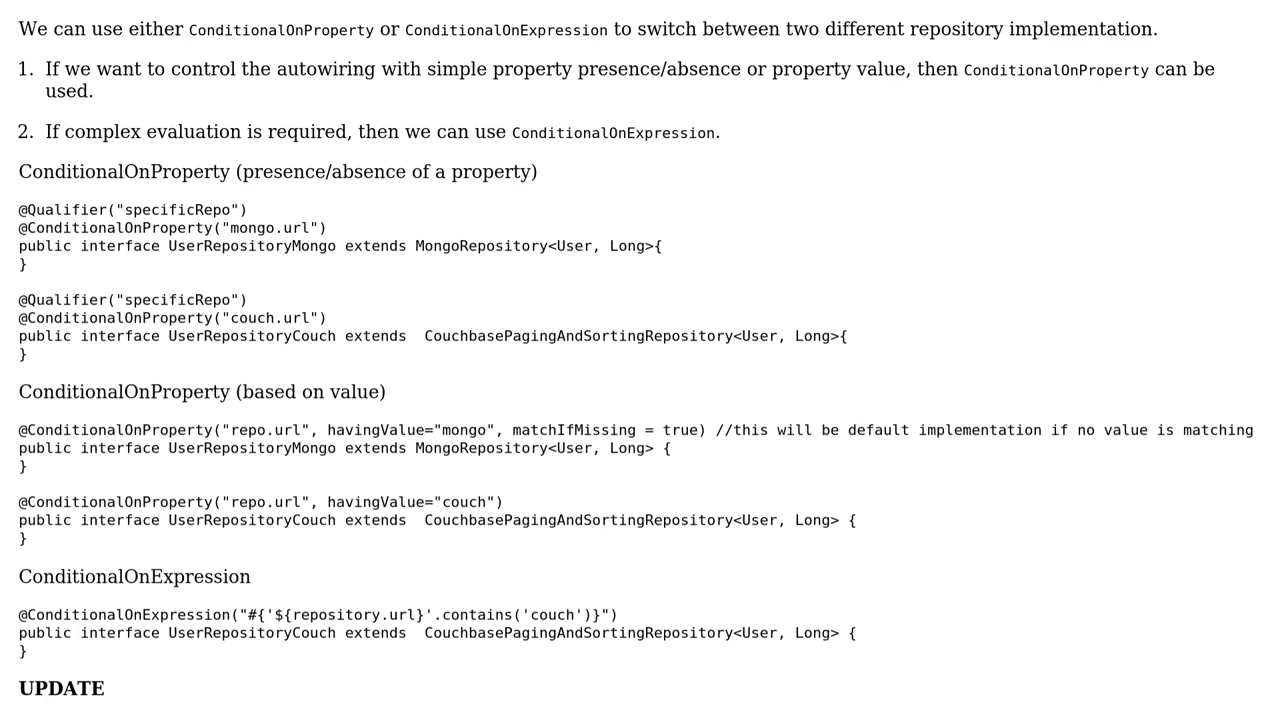 We can use either ConditionalOnProperty or ConditionalOnExpression to switch between two different repository implementation.
1. If we want to control the autowiring with simple property presence/absence or property value, then ConditionalOnProperty can be
used.
2. If complex evaluation is required, then we can use ConditionalOnExpression.
ConditionalOnProperty (presence/absence of a property)
@Qualifier("specificRepo")
@ConditionalOnProperty("mongo.url")
public interface UserRepositoryMongo extends MongoRepository<User, Long>{
}
@Qualifier("specificRepo")
@ConditionalOnProperty("couch.url")
public interface UserRepositoryCouch extends  CouchbasePagingAndSortingRepository<User, Long>{
}
ConditionalOnProperty (based on value)
@ConditionalOnProperty("repo.url", havingValue="mongo", matchIfMissing = true) //this will be default implementation if no value is matching
public interface UserRepositoryMongo extends MongoRepository<User, Long> {
}
@ConditionalOnProperty("repo.url", havingValue="couch")
public interface UserRepositoryCouch extends  CouchbasePagingAndSortingRepository<User, Long> {
}
ConditionalOnExpression
@ConditionalOnExpression("#{'${repository.url}'.contains('couch')}")
public interface UserRepositoryCouch extends  CouchbasePagingAndSortingRepository<User, Long> {
}
UPDATE